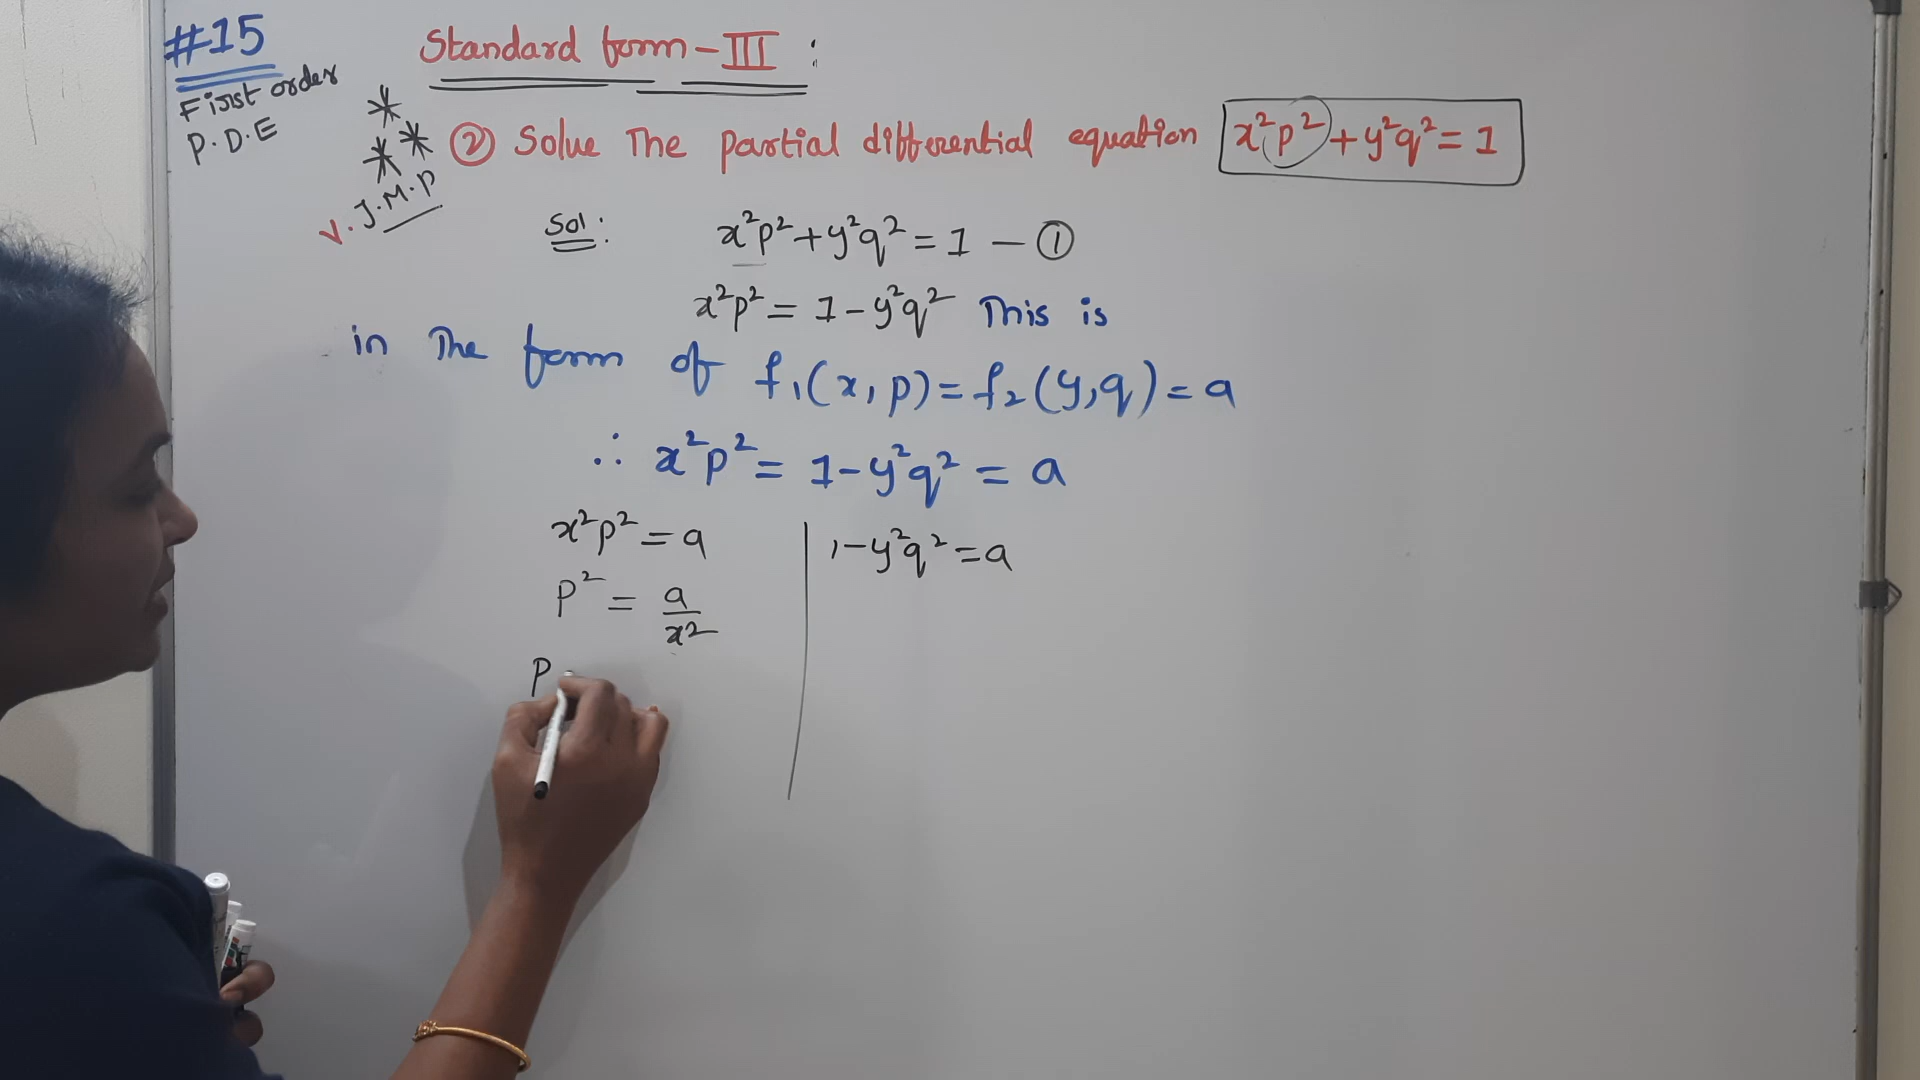 #15
First order
P.D.E
Standard form-III :
V. I.M.P
② Solve The partial differential equation x²p²+y²q²=1
Sol: x²p²+y²q²=1 — ①
x²p²=1-y²q² This is
in The form of f₁(x,p)=f₂(y,q)=a
∴ x²p²=1-y²q²=a
x²p²=a
p²=a/x²
P
1-y²q²=a